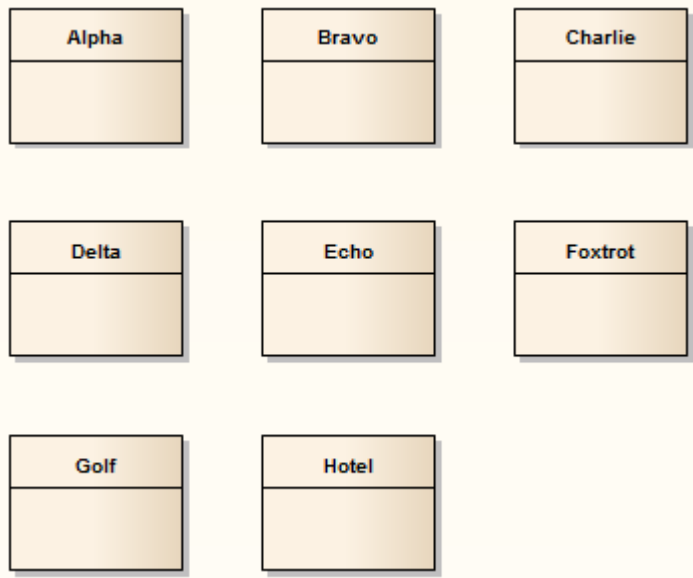 Alpha
Bravo
Charlie
Delta
Echo
Foxtrot
Golf
Hotel